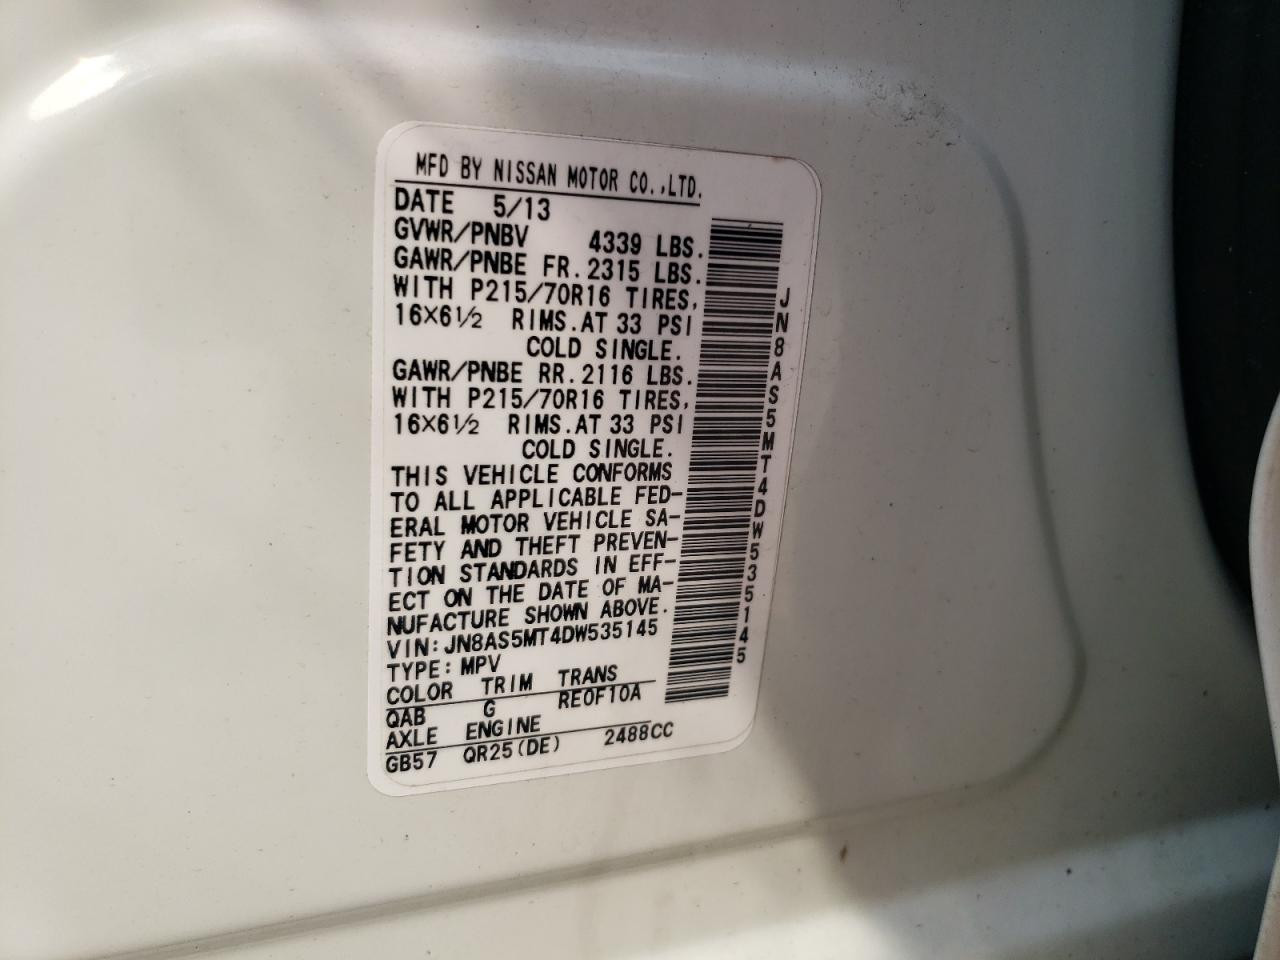 MFD BY NISSAN MOTOR CO.,LTD.
DATE 5/13
GVWR/PNBV 4339 LBS.
GAWR/PNBE FR. 2315 LBS.
WITH P215/70R16 TIRES,
16×6½ RIMS. AT 33 PSI
COLD SINGLE.
GAWR/PNBE RR. 2116 LBS.
WITH P215/70R16 TIRES,
16×6½ RIMS. AT 33 PSI
COLD SINGLE.
THIS VEHICLE CONFORMS
TO ALL APPLICABLE FED-
ERAL MOTOR VEHICLE SA-
FETY AND THEFT PREVEN-
TION STANDARDS IN EFF-
ECT ON THE DATE OF MA-
NUFACTURE SHOWN ABOVE.
VIN: JN8AS5MT4DW535145
TYPE: MPV
COLOR TRIM TRANS
QAB G RE0F10A
AXLE ENGINE
GB57 QR25(DE) 2488CC
JN8AS5MT4DW535145